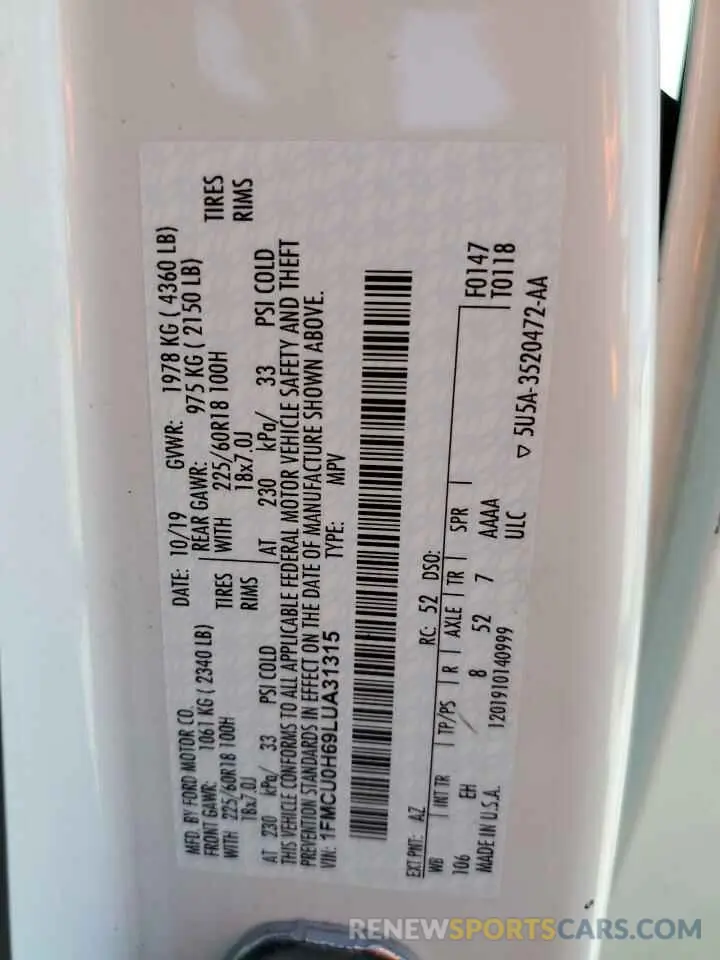 MFD. BY FORD MOTOR CO.
DATE: 10/19 GVWR: 1978 KG ( 4360 LB)
FRONT GAWR: 1061 KG ( 2340 LB)
REAR GAWR: 975 KG ( 2150 LB)
WITH 225/60R18 100H TIRES
WITH 225/60R18 100H TIRES
18x7.0J RIMS
18x7.0J RIMS
AT 230 kPa/ 33 PSI COLD
AT 230 kPa/ 33 PSI COLD
THIS VEHICLE CONFORMS TO ALL APPLICABLE FEDERAL MOTOR VEHICLE SAFETY AND THEFT
PREVENTION STANDARDS IN EFFECT ON THE DATE OF MANUFACTURE SHOWN ABOVE.
VIN: 1FMCU0H69LUA31315 TYPE: MPV
EXT PNT: AZ RC: 52 DSO:
WB INT TR TP/PS R AXLE TR SPR
106 EH 8 52 7 AAAA
MADE IN U.S.A. 1201910140999 ULC
F0147
T0118
▽ 5U5A-3520472-AA
RENEWSPORTSCARS.COM